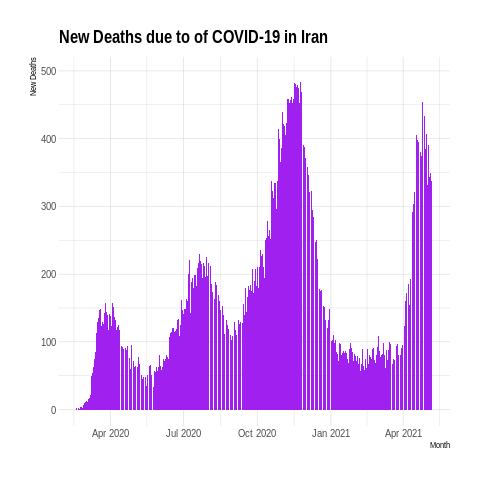 New Deaths due to of COVID-19 in Iran
New Deaths
500
400
300
200
100
0
Apr 2020 Jul 2020 Oct 2020 Jan 2021 Apr 2021
Month